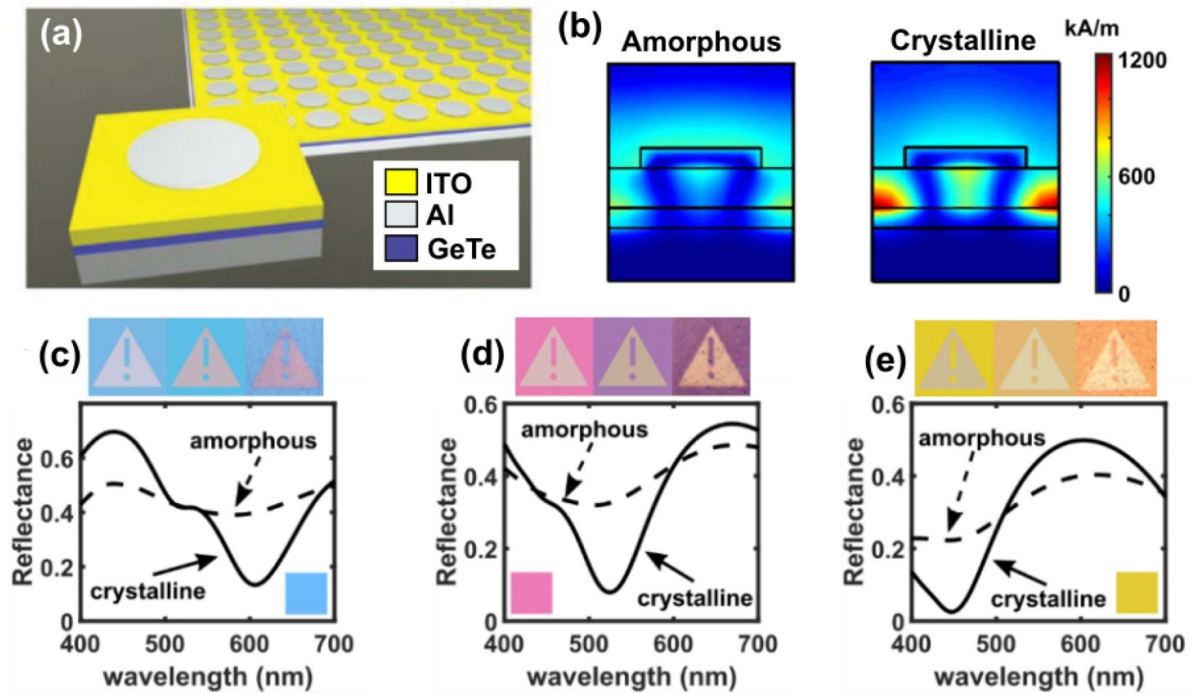 (a)
ITO
Al
GeTe
(b)
Amorphous
Crystalline
kA/m
1200
600
0
(c)
Reflectance
0.6
0.4
0.2
0
amorphous
crystalline
400 500 600 700
wavelength (nm)
(d)
Reflectance
0.6
0.4
0.2
0
amorphous
crystalline
400 500 600 700
wavelength (nm)
(e)
Reflectance
0.6
0.4
0.2
0
amorphous
crystalline
400 500 600 700
wavelength (nm)